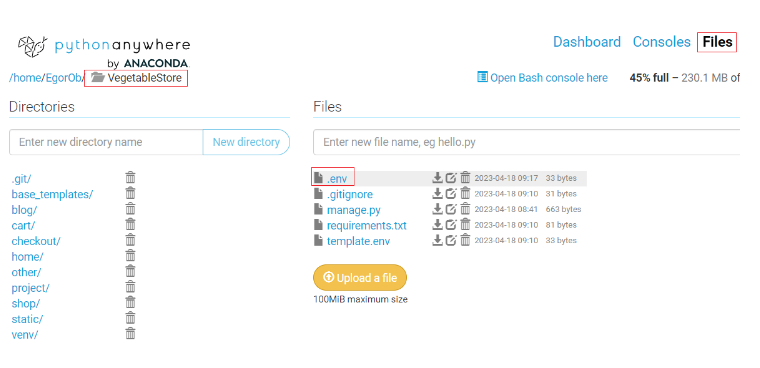 pythonanywhere
by ANACONDA
Dashboard Consoles Files
/home/EgorOb/ VegetableStore
Open Bash console here
45% full – 230.1 MB of
Directories
Enter new directory name
New directory
.git/
base_templates/
blog/
cart/
checkout/
home/
other/
project/
shop/
static/
venv/
Files
Enter new file name, eg hello.py
.env 2023-04-18 09:17 33 bytes
.gitignore 2023-04-18 09:10 31 bytes
manage.py 2023-04-18 08:41 663 bytes
requirements.txt 2023-04-18 09:10 81 bytes
template.env 2023-04-18 09:10 33 bytes
Upload a file
100MIB maximum size